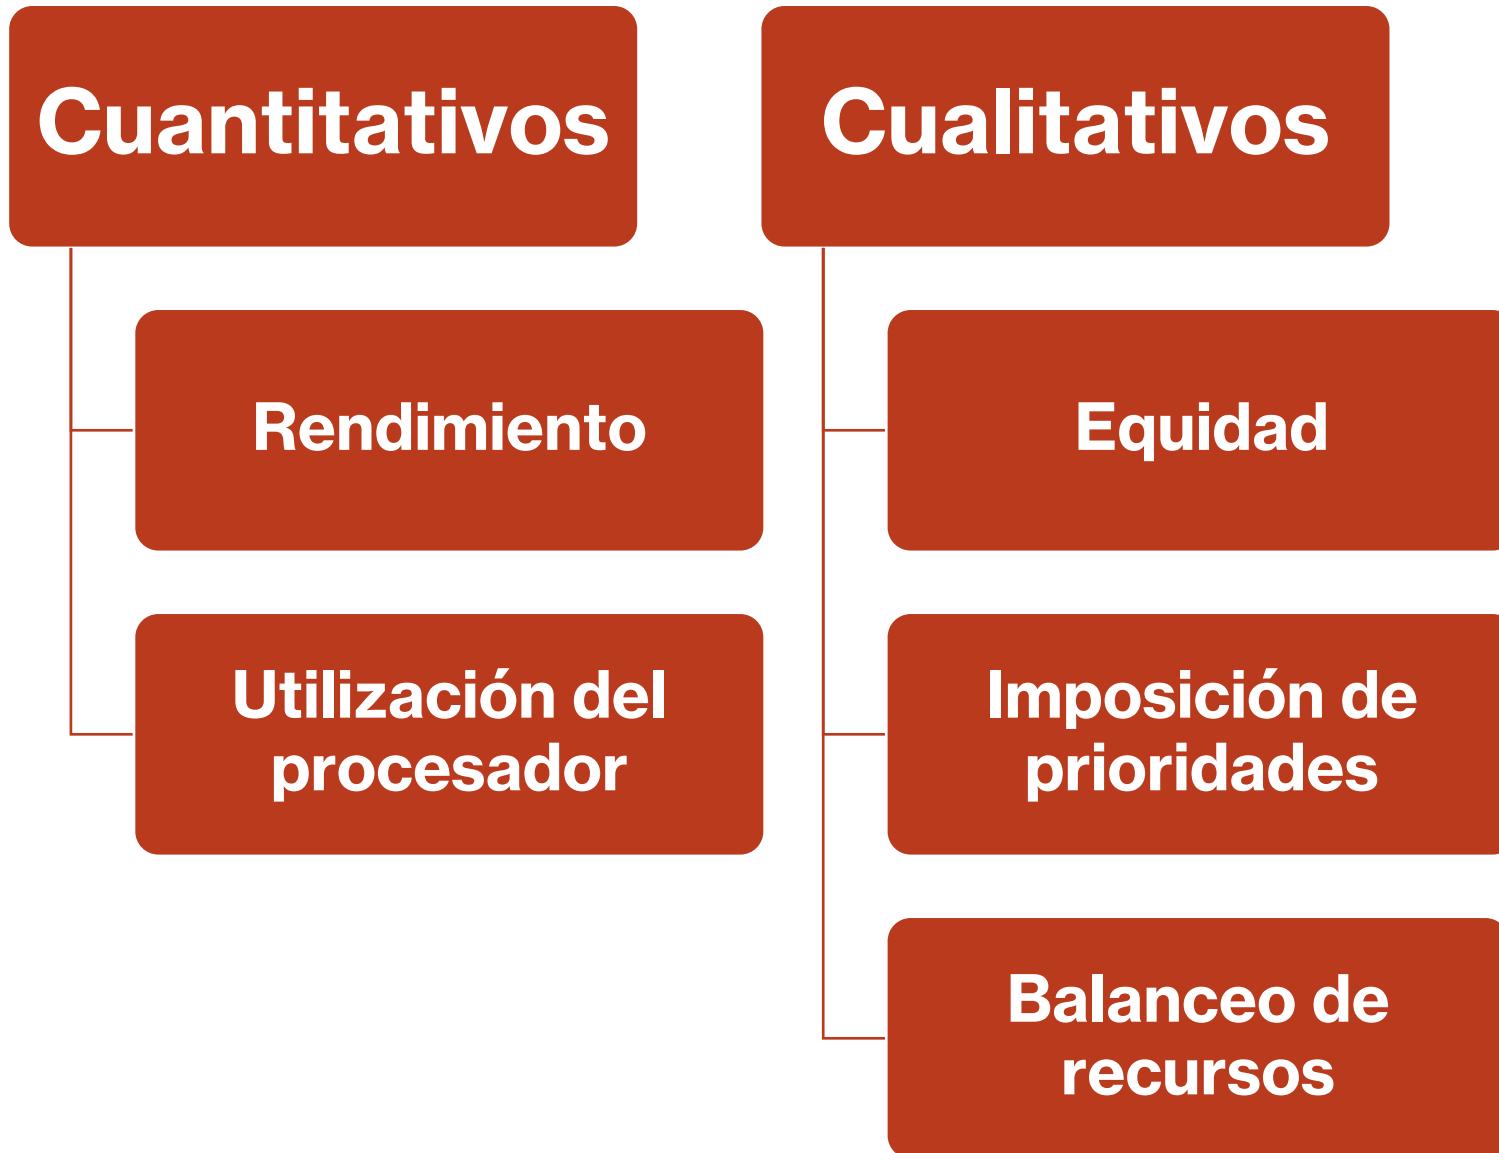 Cuantitativos
Rendimiento
Utilización del
procesador
Cualitativos
Equidad
Imposición de
prioridades
Balanceo de
recursos